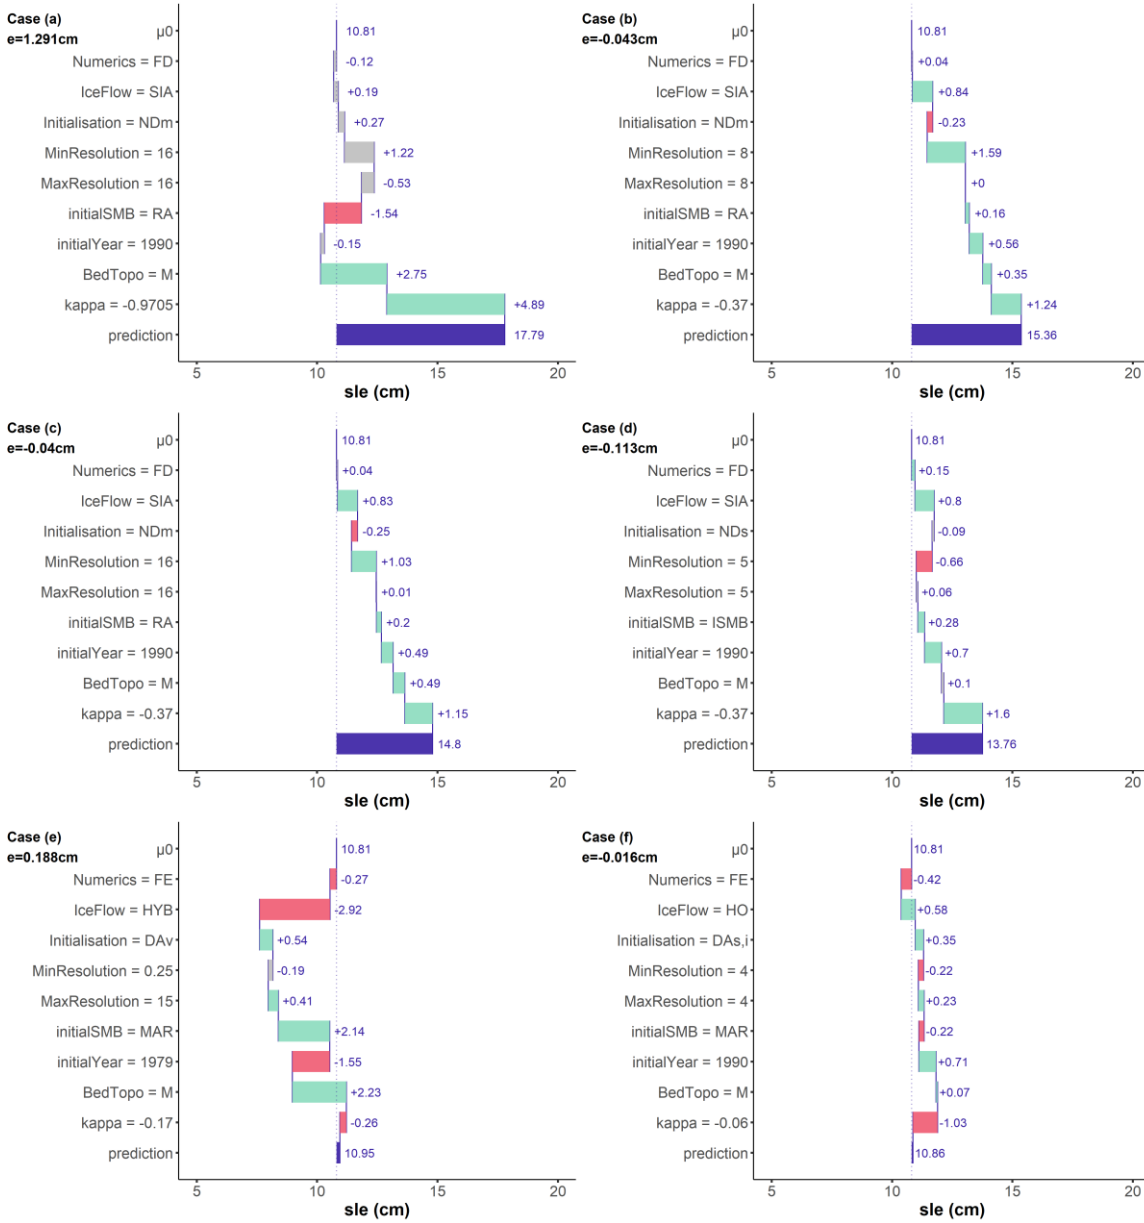 Case (a)
e=1.291cm
µ0 10.81
Numerics = FD -0.12
IceFlow = SIA +0.19
Initialisation = NDm +0.27
MinResolution = 16 +1.22
MaxResolution = 16 -0.53
initialSMB = RA -1.54
initialYear = 1990 -0.15
BedTopo = M +2.75
kappa = -0.9705 +4.89
prediction 17.79
5 10 15 20
sle (cm)
Case (b)
e=-0.043cm
µ0 10.81
Numerics = FD +0.04
IceFlow = SIA +0.84
Initialisation = NDm -0.23
MinResolution = 8 +1.59
MaxResolution = 8 +0
initialSMB = RA +0.16
initialYear = 1990 +0.56
BedTopo = M +0.35
kappa = -0.37 +1.24
prediction 15.36
5 10 15 20
sle (cm)
Case (c)
e=-0.04cm
µ0 10.81
Numerics = FD +0.04
IceFlow = SIA +0.83
Initialisation = NDm -0.25
MinResolution = 16 +1.03
MaxResolution = 16 +0.01
initialSMB = RA +0.2
initialYear = 1990 +0.49
BedTopo = M +0.49
kappa = -0.37 +1.15
prediction 14.8
5 10 15 20
sle (cm)
Case (d)
e=-0.113cm
µ0 10.81
Numerics = FD +0.15
IceFlow = SIA +0.8
Initialisation = NDs -0.09
MinResolution = 5 -0.66
MaxResolution = 5 +0.06
initialSMB = ISMB +0.28
initialYear = 1990 +0.7
BedTopo = M +0.1
kappa = -0.37 +1.6
prediction 13.76
5 10 15 20
sle (cm)
Case (e)
e=0.188cm
µ0 10.81
Numerics = FE -0.27
IceFlow = HYB -2.92
Initialisation = DAv +0.54
MinResolution = 0.25 -0.19
MaxResolution = 15 +0.41
initialSMB = MAR +2.14
initialYear = 1979 -1.55
BedTopo = M +2.23
kappa = -0.17 -0.26
prediction 10.95
5 10 15 20
sle (cm)
Case (f)
e=-0.016cm
µ0 10.81
Numerics = FE -0.42
IceFlow = HO +0.58
Initialisation = DAs,i +0.35
MinResolution = 4 -0.22
MaxResolution = 4 +0.23
initialSMB = MAR -0.22
initialYear = 1990 +0.71
BedTopo = M +0.07
kappa = -0.06 -1.03
prediction 10.86
5 10 15 20
sle (cm)